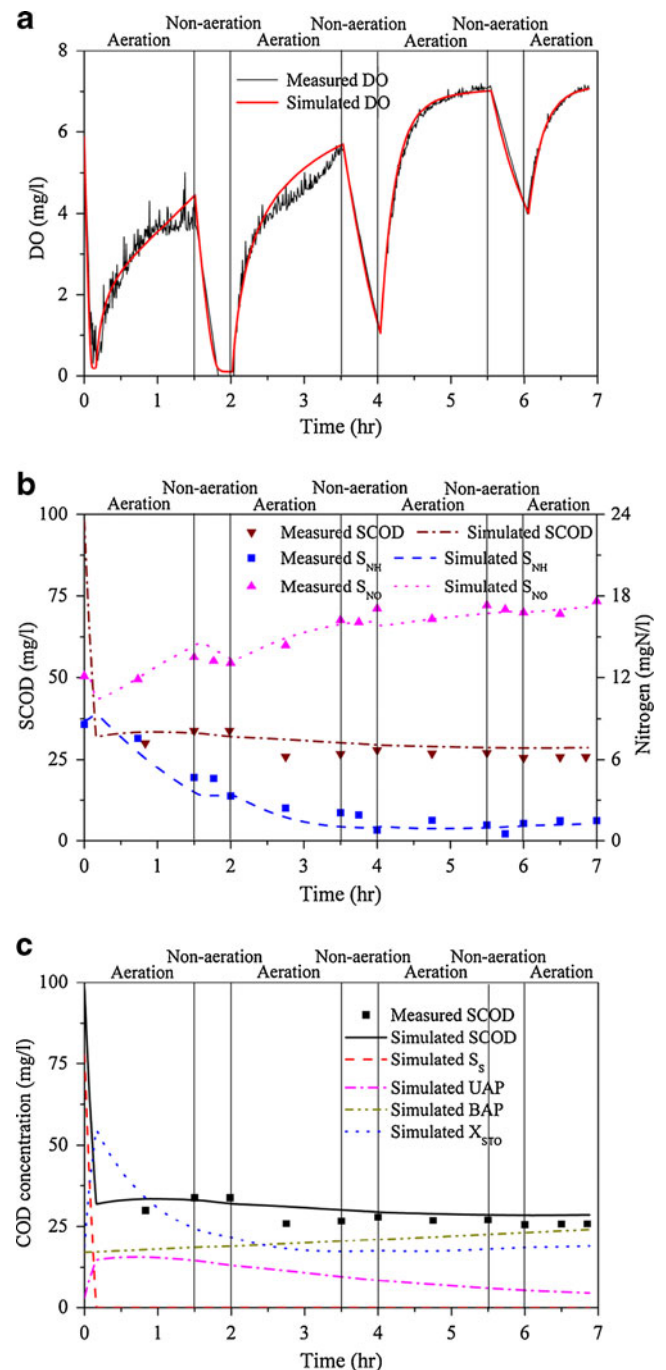 a
Non-aeration Non-aeration Non-aeration
Aeration Aeration Aeration Aeration
8
6
4
2
0
DO (mg/l)
Measured DO
Simulated DO
0 1 2 3 4 5 6 7
Time (hr)
b
Non-aeration Non-aeration Non-aeration
Aeration Aeration Aeration Aeration
100
75
50
25
0
SCOD (mg/l)
Measured SCOD Simulated SCOD
Measured S_NH Simulated S_NH
Measured S_NO Simulated S_NO
24
18
12
6
0
Nitrogen (mgN/l)
0 1 2 3 4 5 6 7
Time (hr)
c
Non-aeration Non-aeration Non-aeration
Aeration Aeration Aeration Aeration
100
75
50
25
0
COD concentration (mg/l)
Measured SCOD
Simulated SCOD
Simulated S_S
Simulated UAP
Simulated BAP
Simulated X_STO
0 1 2 3 4 5 6 7
Time (hr)